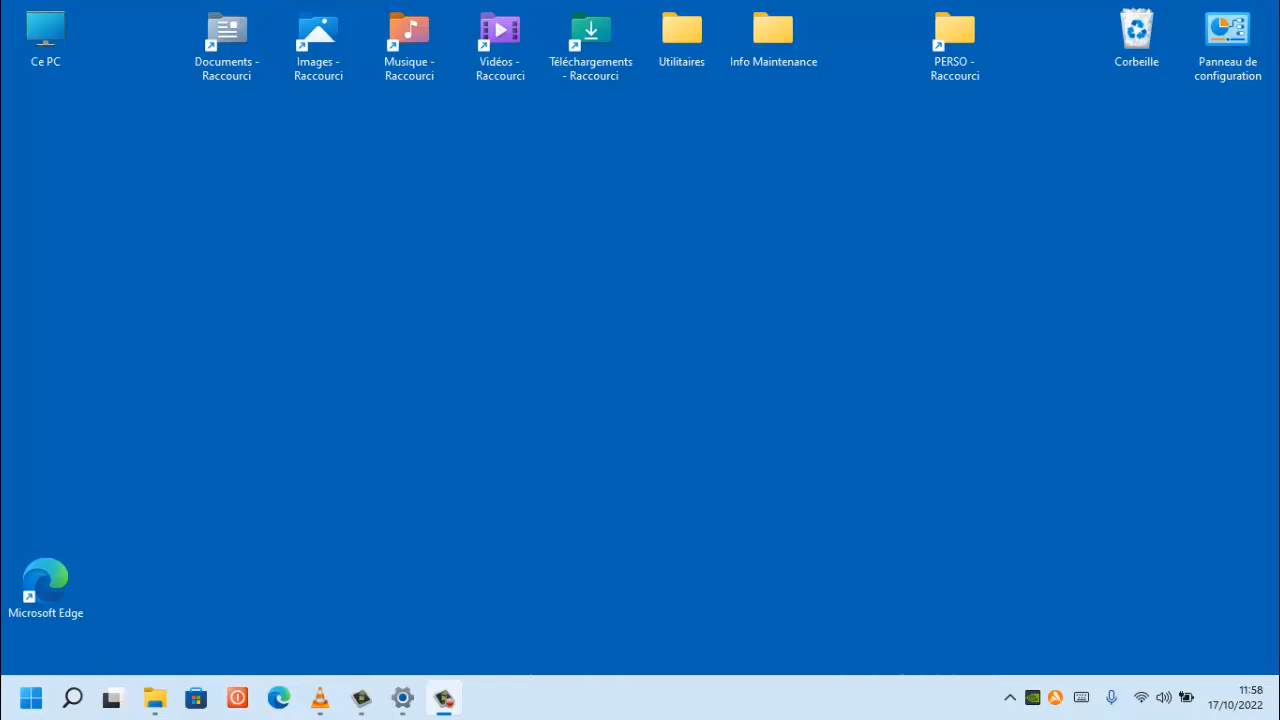 Ce PC
Documents -
Raccourci
Images -
Raccourci
Musique -
Raccourci
Vidéos -
Raccourci
Téléchargements
- Raccourci
Utilitaires
Info Maintenance
PERSO -
Raccourci
Corbeille
Panneau de
configuration
Microsoft Edge
11:58
17/10/2022